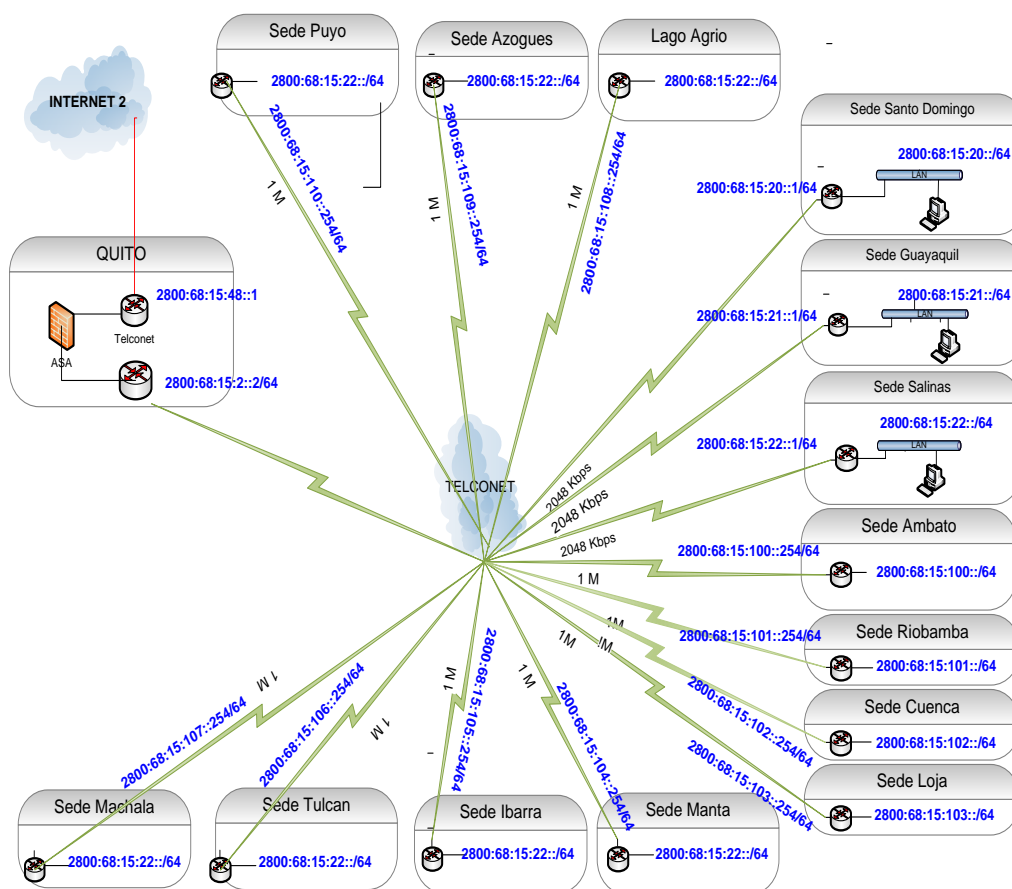 Sede Puyo
2800:68:15:22::/64
Sede Azogues
2800:68:15:22::/64
Lago Agrio
2800:68:15:22::/64
INTERNET 2
2800:68:15:110::254/64
1 M
2800:68:15:109::254/64
1 M
2800:68:15:108::254/64
1 M
Sede Santo Domingo
2800:68:15:20::/64
LAN
2800:68:15:20::1/64
QUITO
2800:68:15:48::1
Telconet
ASA
2800:68:15:2::2/64
Sede Guayaquil
2800:68:15:21::/64
LAN
2800:68:15:21::1/64
Sede Salinas
2800:68:15:22::/64
LAN
2800:68:15:22::1/64
TELCONET
2048 Kbps
2048 Kbps
2048 Kbps
Sede Ambato
2800:68:15:100::254/64
2800:68:15:100::/64
1 M
Sede Riobamba
1M
2800:68:15:101::254/64
2800:68:15:101::/64
1M
!M
Sede Cuenca
2800:68:15:102::254/64
2800:68:15:102::/64
Sede Loja
2800:68:15:103::254/64
2800:68:15:103::/64
1 M
2800:68:15:107::254/64
2800:68:15:106::254/64
1 M
1 M
2800:68:15:105::254/64
1 M
2800:68:15:104::254/64
Sede Machala
2800:68:15:22::/64
Sede Tulcan
2800:68:15:22::/64
Sede Ibarra
2800:68:15:22::/64
Sede Manta
2800:68:15:22::/64